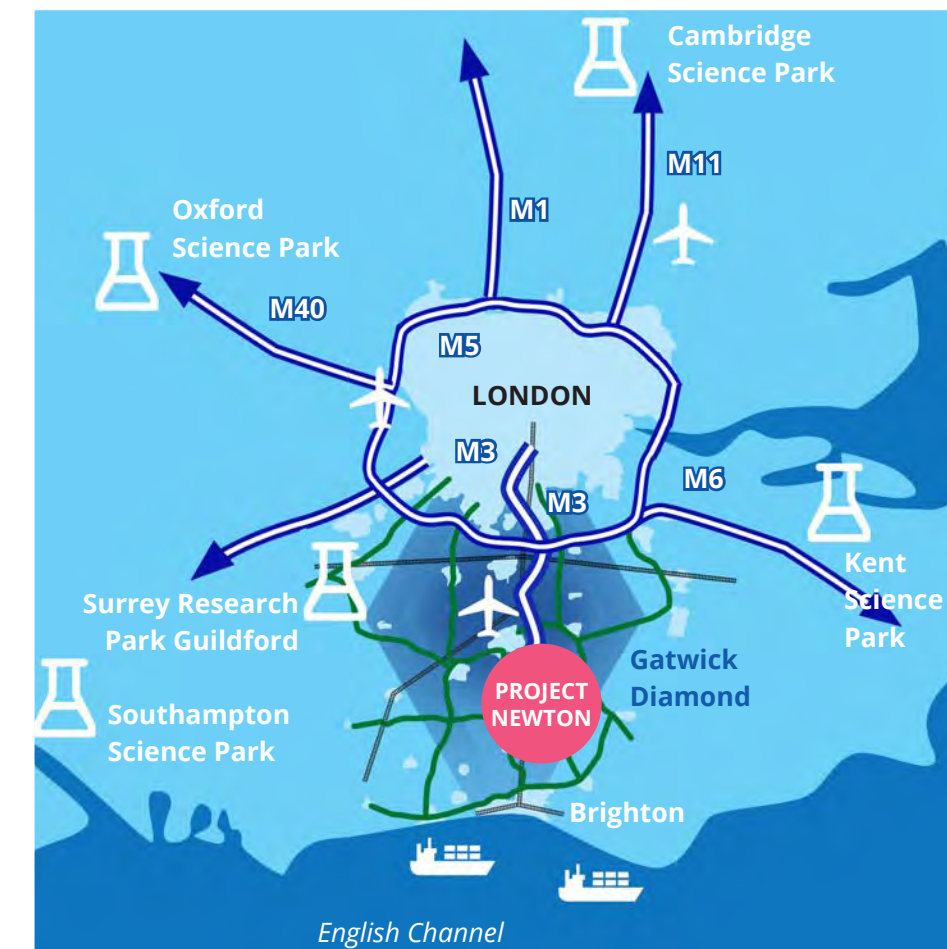 Cambridge
Science Park
M11
M1
Oxford
Science Park
M40
M5
LONDON
M3
M6
M3
Kent
Science
Park
Surrey Research
Park Guildford
Gatwick
Diamond
PROJECT
NEWTON
Southampton
Science Park
Brighton
English Channel